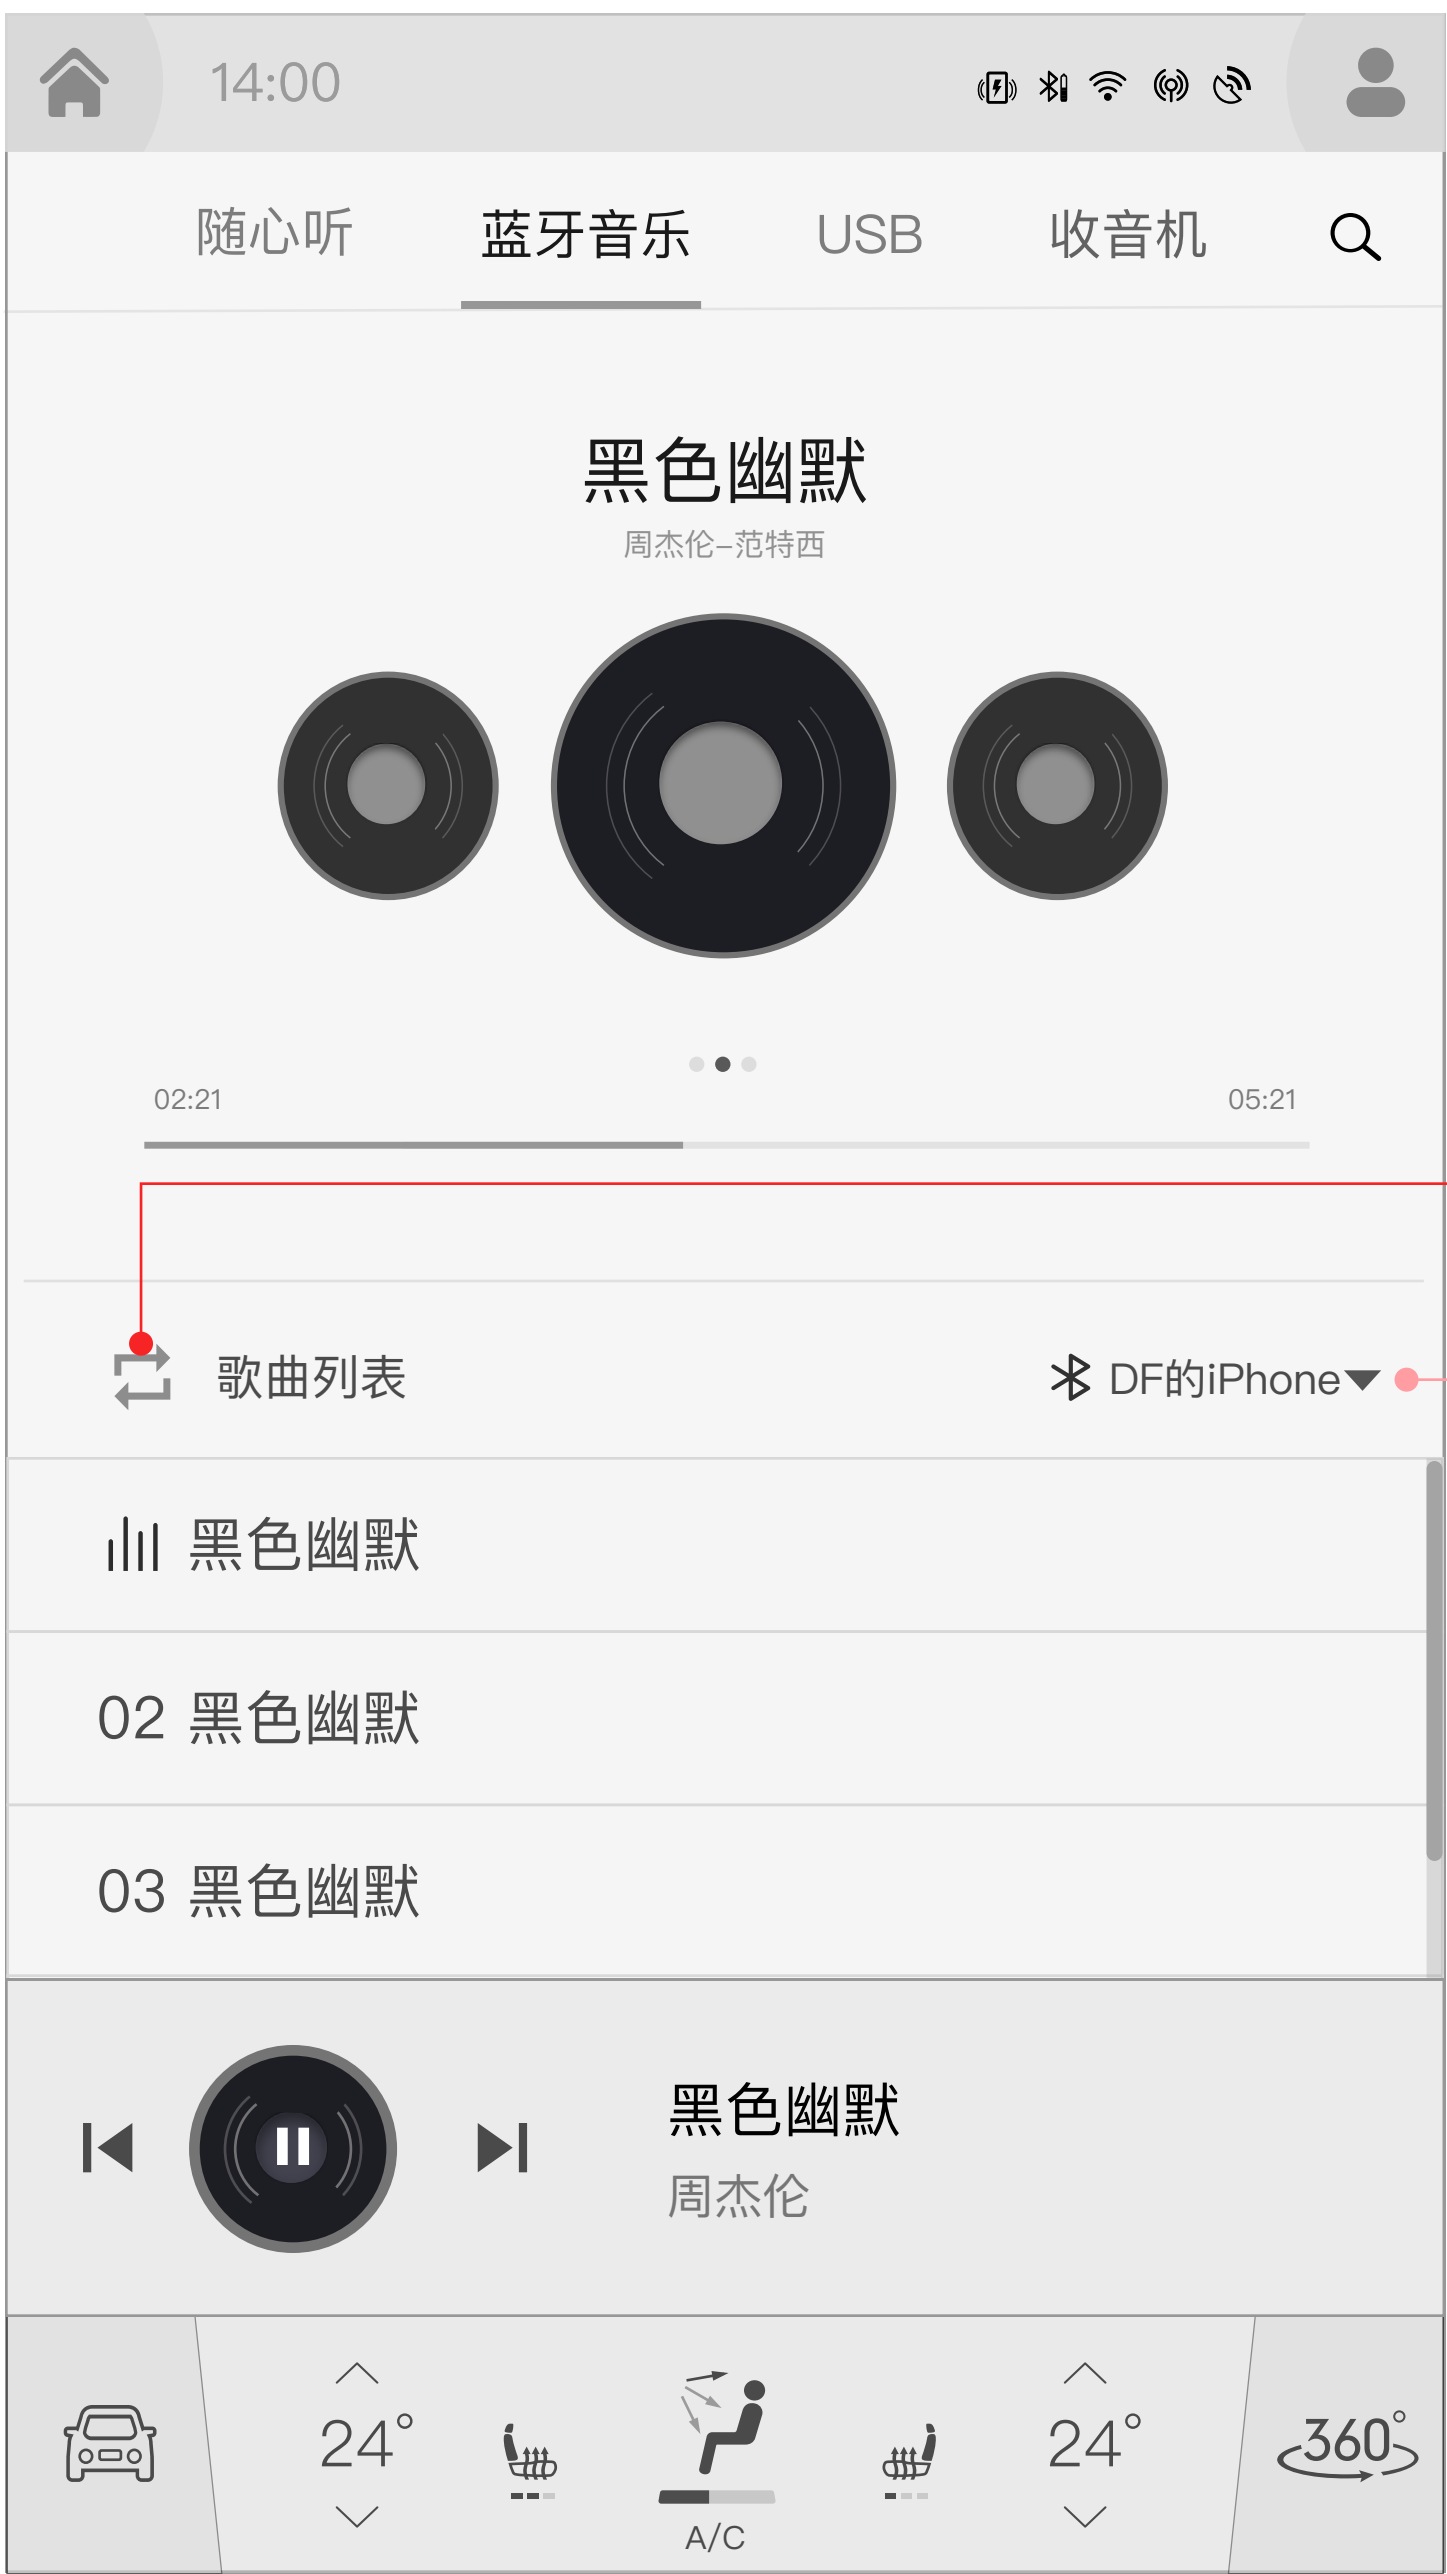 14:00
随心听 蓝牙音乐 USB 收音机
黑色幽默
周杰伦-范特西
02:21 05:21
歌曲列表 DF的iPhone
黑色幽默
02 黑色幽默
03 黑色幽默
黑色幽默
周杰伦
24° 24° 360°
A/C